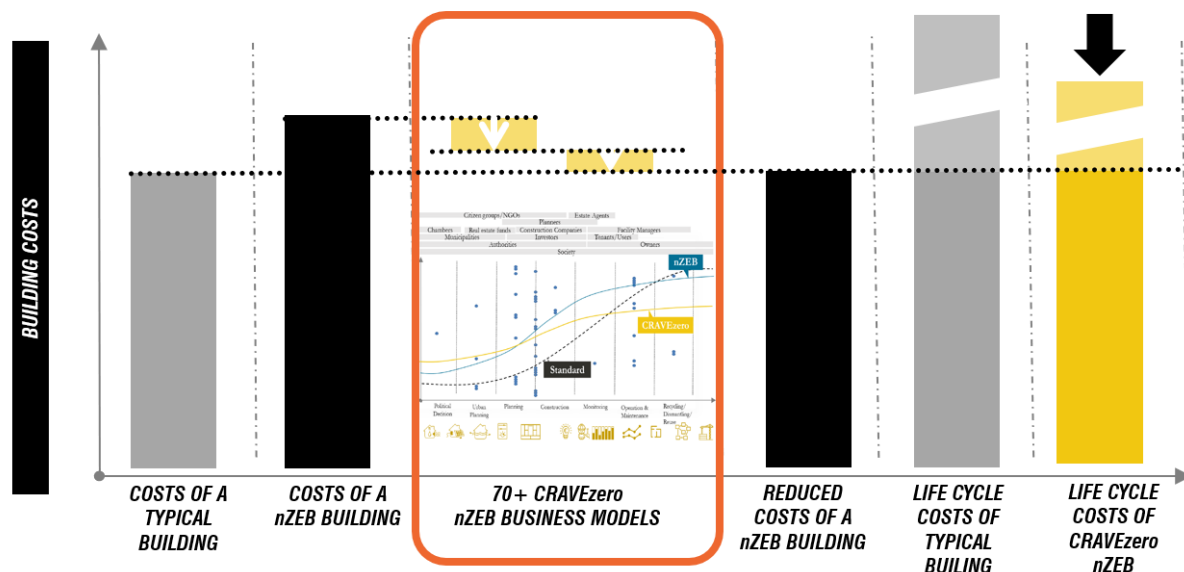 BUILDING COSTS
Citizen groups/NGOs Estate Agents
Planners
Chambers Real estate funds Construction Companies Facility Managers
Municipalities Investors Tenants/Users
Authorities Owners
Society
nZEB
CRAVEzero
Standard
Political Decision
Urban Planning
Planning
Construction
Monitoring
Operation & Maintenance
Recycling/ Dismantling/ Reuse
COSTS OF A
TYPICAL
BUILDING
COSTS OF A
nZEB BUILDING
70+ CRAVEzero
nZEB BUSINESS MODELS
REDUCED
COSTS OF A
nZEB BUILDING
LIFE CYCLE
COSTS OF
TYPICAL
BUILING
LIFE CYCLE
COSTS OF
CRAVEzero
nZEB